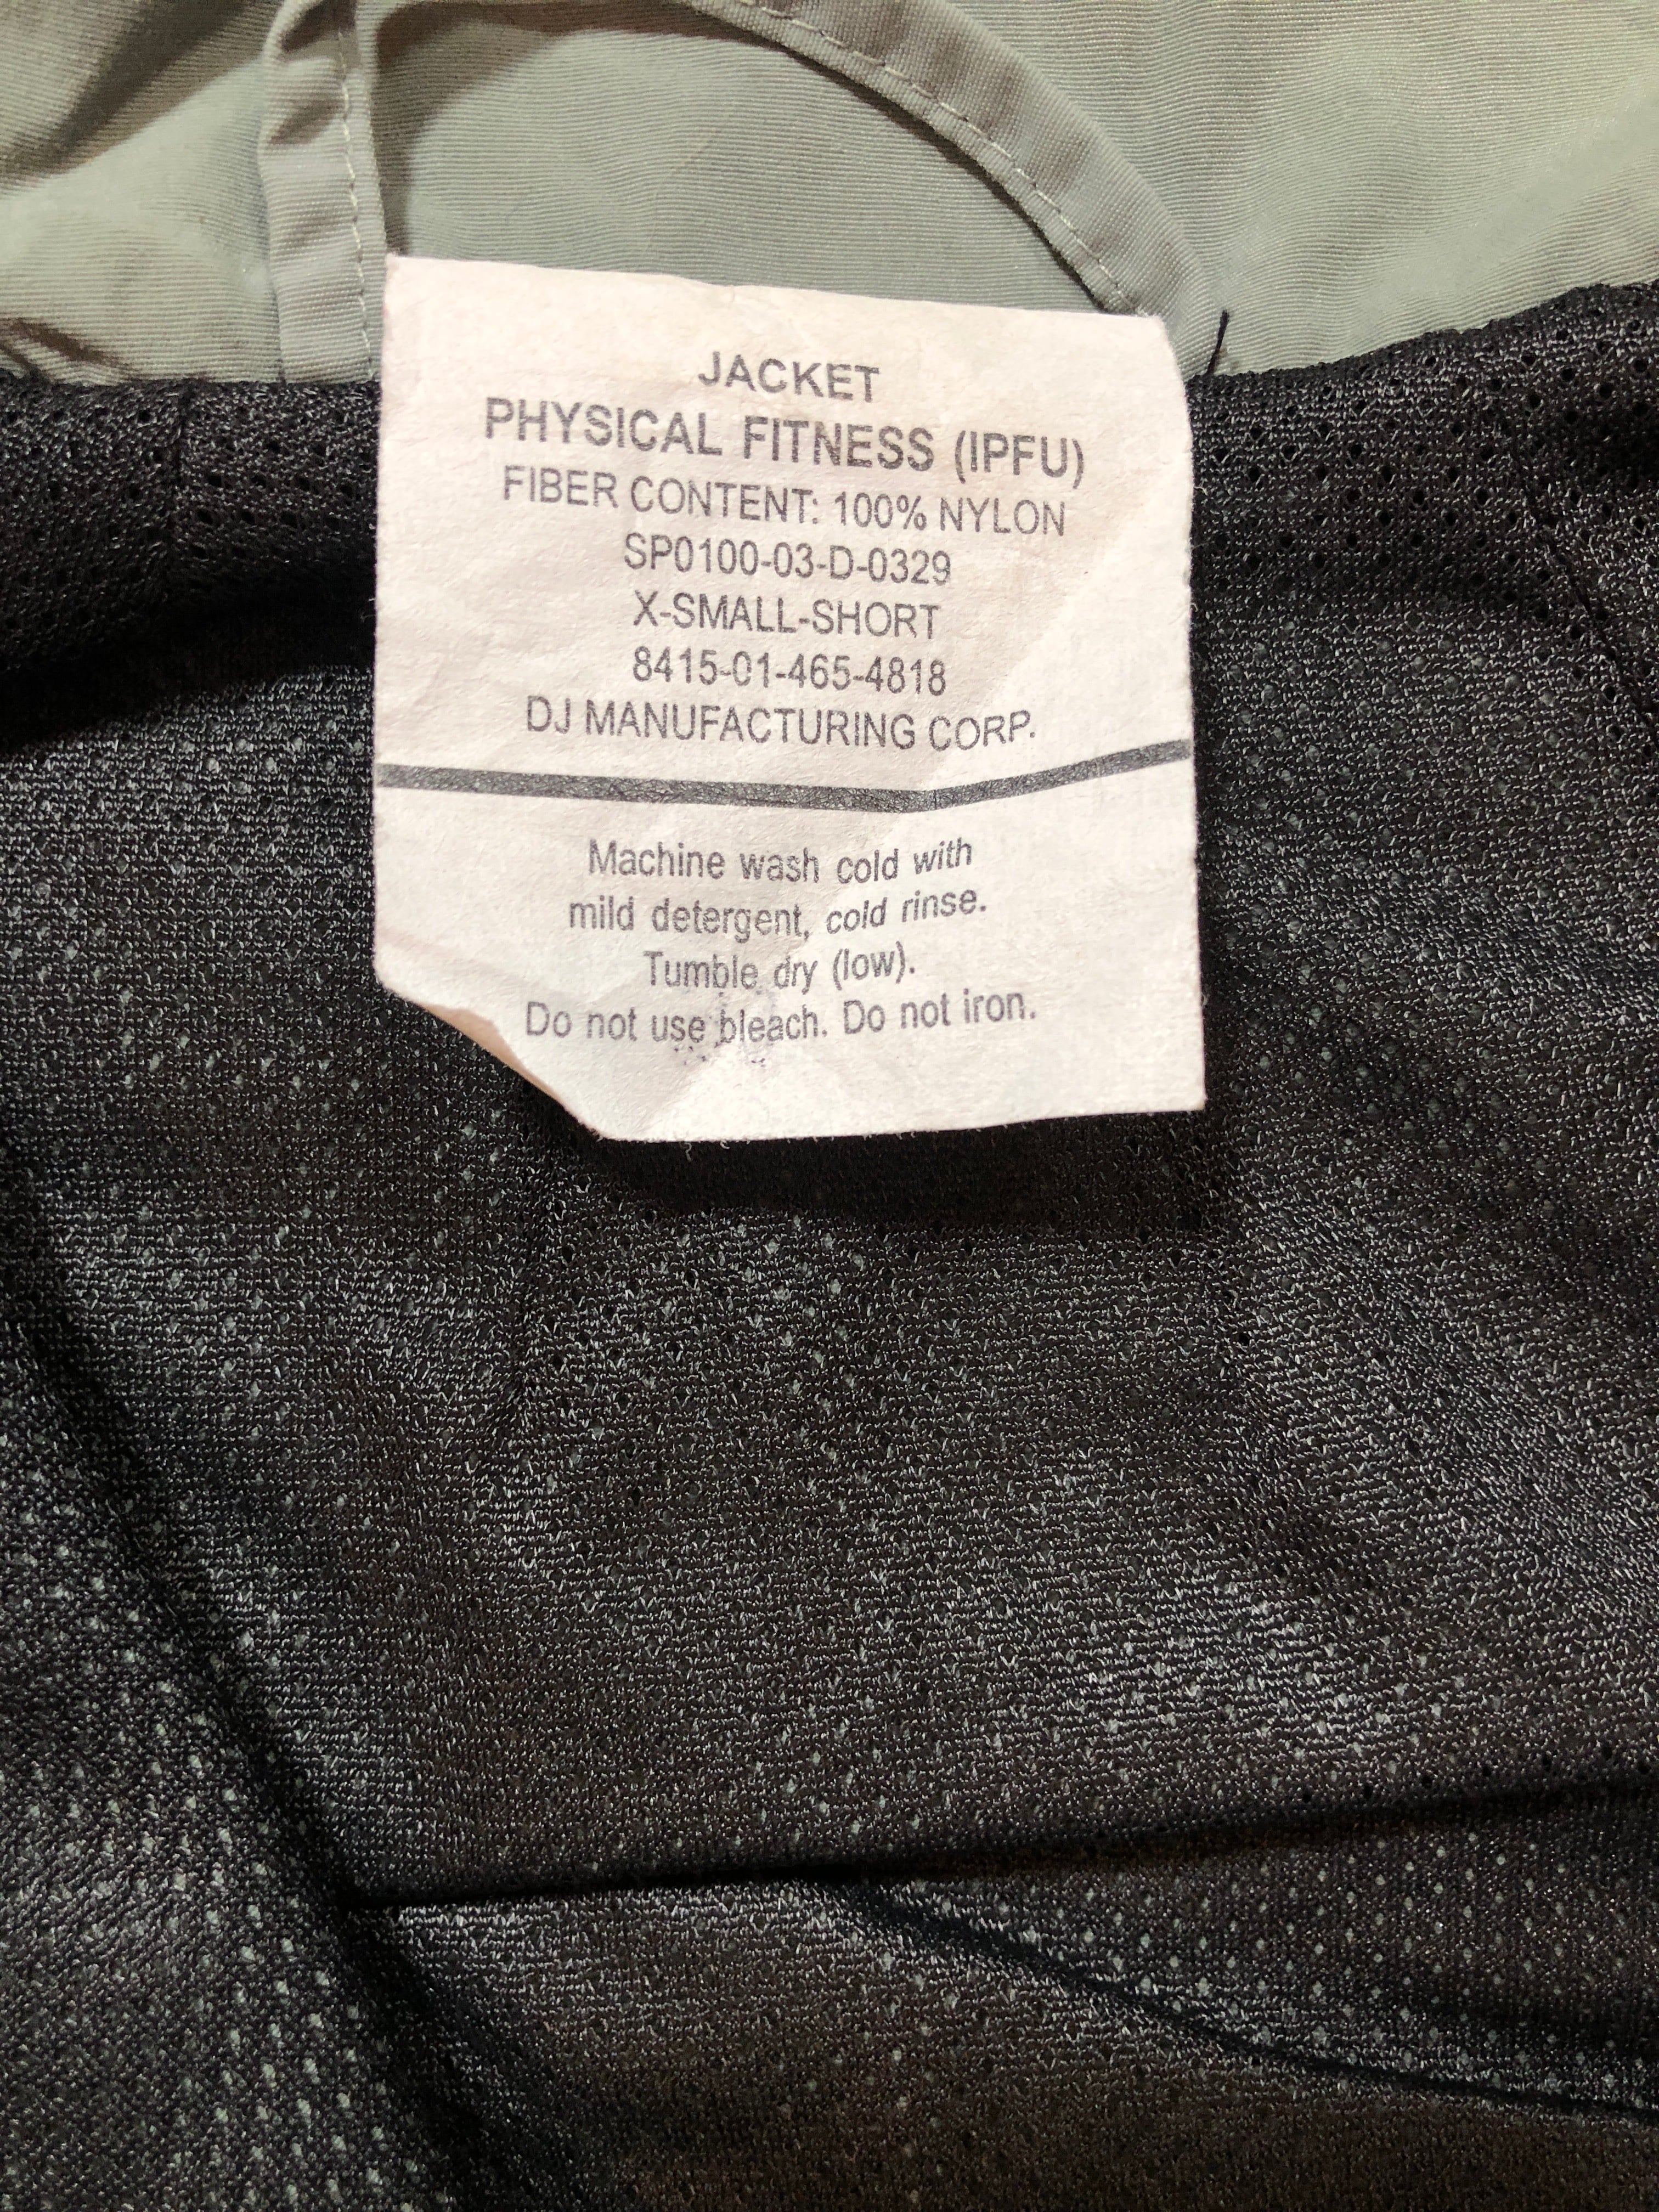 JACKET
PHYSICAL FITNESS (IPFU)
FIBER CONTENT: 100% NYLON
SP0100-03-D-0329
X-SMALL-SHORT
8415-01-465-4818
DJ MANUFACTURING CORP.
Machine wash cold with
mild detergent, cold rinse.
Tumble dry (low).
Do not use bleach. Do not iron.